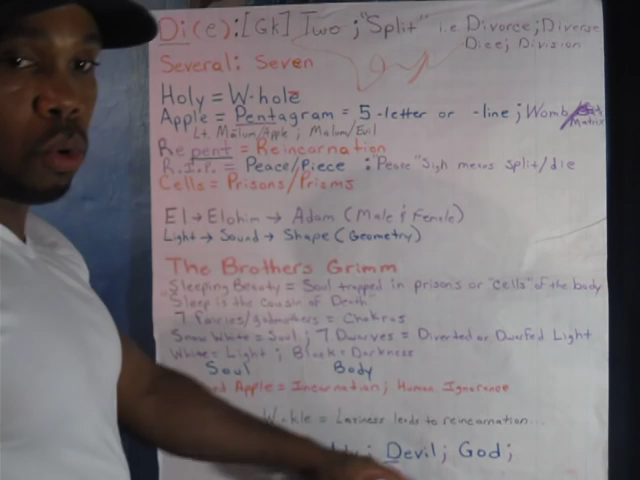 Di(e):[Gk] Two ; "Split" i.e. Divorce; Diverse
Dice; Division
Several: Seven
Holy = W-hole
Apple = Pentagram = 5-letter or -line ; Womb
Matrix
Lt. Malum/Apple ; Malum/Evil
Repent = Reincarnation
R.I.P. = Peace/Piece : "Peace" Sign means split/die
Cells = Prisons/Prisms
El → Elohim → Adam (Male & Female)
Light → Sound → Shape (Geometry)
The Brothers Grimm
Sleeping Beauty = Soul trapped in prisons or "cells" of the body
"Sleep is the cousin of Death"
7 Fairies/godmothers = Chakras
Snow White = Soul ; 7 Dwarves = Diverted or Dwarfed Light
White = Light ; Black = Darkness
Soul Body
Apple = Incarnation; Human Ignorance
Winkle = Laziness leads to reincarnation...
; Devil; God;